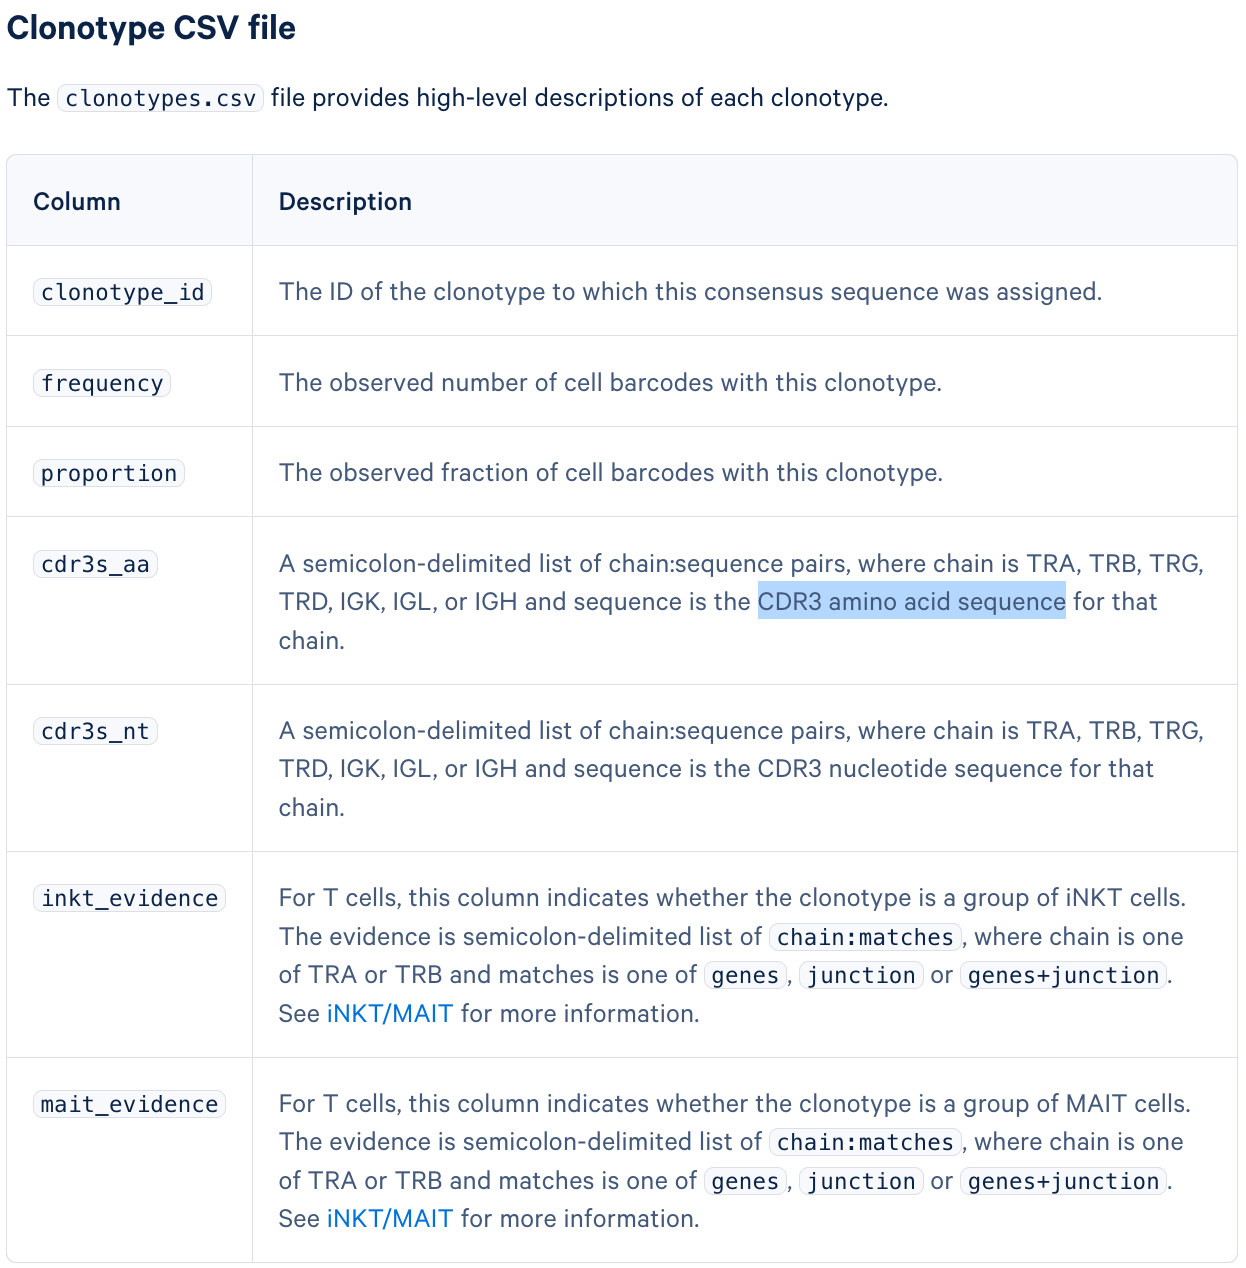 Clonotype CSV file
The clonotypes.csv file provides high-level descriptions of each clonotype.
Column Description
clonotype_id The ID of the clonotype to which this consensus sequence was assigned.
frequency The observed number of cell barcodes with this clonotype.
proportion The observed fraction of cell barcodes with this clonotype.
cdr3s_aa A semicolon-delimited list of chain:sequence pairs, where chain is TRA, TRB, TRG,
TRD, IGK, IGL, or IGH and sequence is the CDR3 amino acid sequence for that
chain.
cdr3s_nt A semicolon-delimited list of chain:sequence pairs, where chain is TRA, TRB, TRG,
TRD, IGK, IGL, or IGH and sequence is the CDR3 nucleotide sequence for that
chain.
inkt_evidence For T cells, this column indicates whether the clonotype is a group of iNKT cells.
The evidence is semicolon-delimited list of chain:matches, where chain is one
of TRA or TRB and matches is one of genes, junction or genes+junction.
See iNKT/MAIT for more information.
mait_evidence For T cells, this column indicates whether the clonotype is a group of MAIT cells.
The evidence is semicolon-delimited list of chain:matches, where chain is one
of TRA or TRB and matches is one of genes, junction or genes+junction.
See iNKT/MAIT for more information.